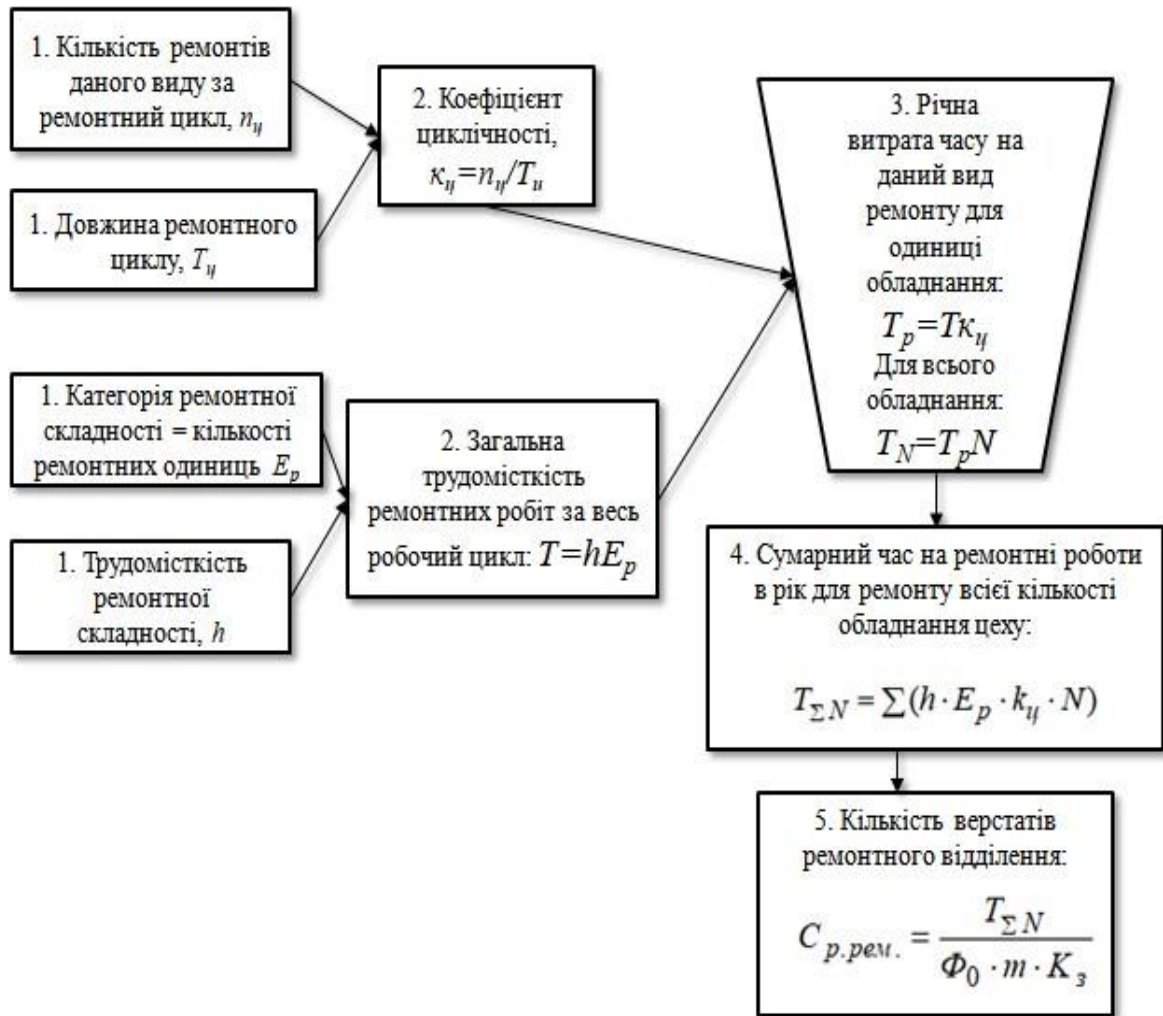 1. Кількість ремонтів
даного виду за
ремонтний цикл, nц
2. Коефіцієнт
циклічності,
кц=nц/Tи
1. Довжина ремонтного
циклу, Tц
1. Категорія ремонтної
складності = кількості
ремонтних одиниць Ep
1. Трудомісткість
ремонтної
складності, h
2. Загальна
трудомісткість
ремонтних робіт за весь
робочий цикл: T=hEp
3. Річна
витрата часу на
даний вид
ремонту для
одиниці
обладнання:
Tp=Tкц
Для всього
обладнання:
TN=TpN
4. Сумарний час на ремонтні роботи
в рік для ремонту всієї кількості
обладнання цеху:
TΣN = ∑(h · Ep · kц · N)
5. Кількість верстатів
ремонтного відділення:
Cр.рем. = TΣN / Ф0 · m · Kз